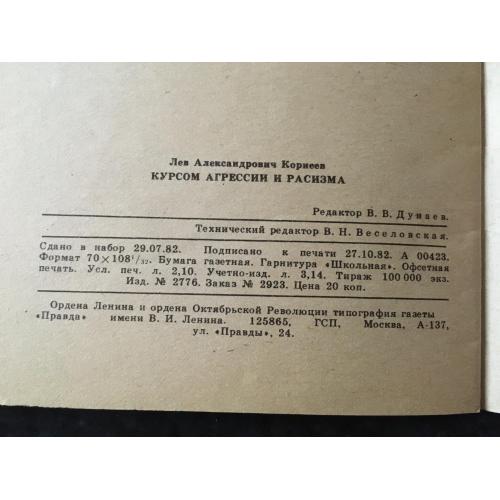 Лев Александрович Корнеев
КУРСОМ АГРЕССИИ И РАСИЗМА
Редактор В. В. Дунаев.
Технический редактор В. Н. Веселовская.
Сдано в набор 29.07.82. Подписано к печати 27.10.82. А 00423.
Формат 70×108¹/₃₂. Бумага газетная. Гарнитура «Школьная». Офсетная
печать. Усл. печ. л. 2,10. Учетно-изд. л. 3,14. Тираж 100 000 экз.
Изд. № 2776. Заказ № 2923. Цена 20 коп.
Ордена Ленина и ордена Октябрьской Революции типография газеты
«Правда» имени В. И. Ленина. 125865, ГСП, Москва, А-137,
ул. «Правды», 24.